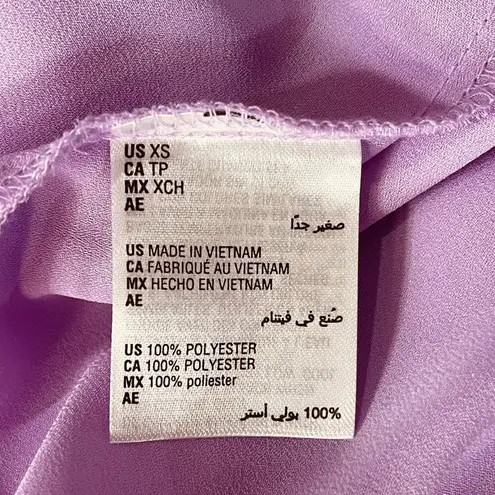 US XS
CA TP
MX XCH
AE
صغير جدًا
US MADE IN VIETNAM
CA FABRIQUÉ AU VIETNAM
MX HECHO EN VIETNAM
AE
صُنع في فيتنام
US 100% POLYESTER
CA 100% POLYESTER
MX 100% poliester
AE
100% بولي أستر